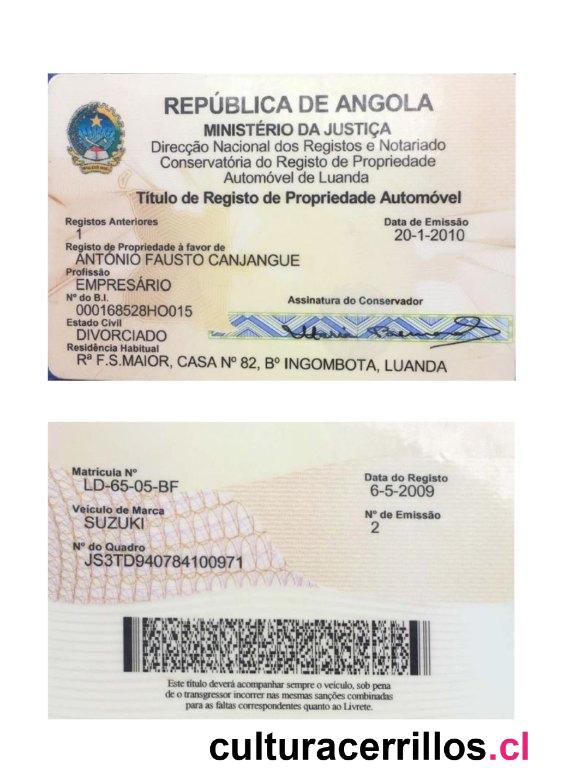 REPÚBLICA DE ANGOLA
MINISTÉRIO DA JUSTIÇA
Direcção Nacional dos Registos e Notariado
Conservatória do Registo de Propriedade
Automóvel de Luanda
Título de Registo de Propriedade Automóvel
Registos Anteriores
1
Data de Emissão
20-1-2010
Registo de Propriedade à favor de
ANTÓNIO FAUSTO CANJANGUE
Profissão
EMPRESÁRIO
Nº do B.I.
000168528HO015
Assinatura do Conservador
Estado Civil
DIVORCIADO
Residência Habitual
Rª F.S.MAIOR, CASA Nº 82, Bº INGOMBOTA, LUANDA
Matrícula Nº
LD-65-05-BF
Data do Registo
6-5-2009
Veículo de Marca
SUZUKI
Nº de Emissão
2
Nº do Quadro
JS3TD940784100971
Este título deverá acompanhar sempre o veículo, sob pena
de o transgressor incorrer nas mesmas sanções combinadas
para as faltas correspondentes quanto ao Livrete.
culturacerrillos.cl